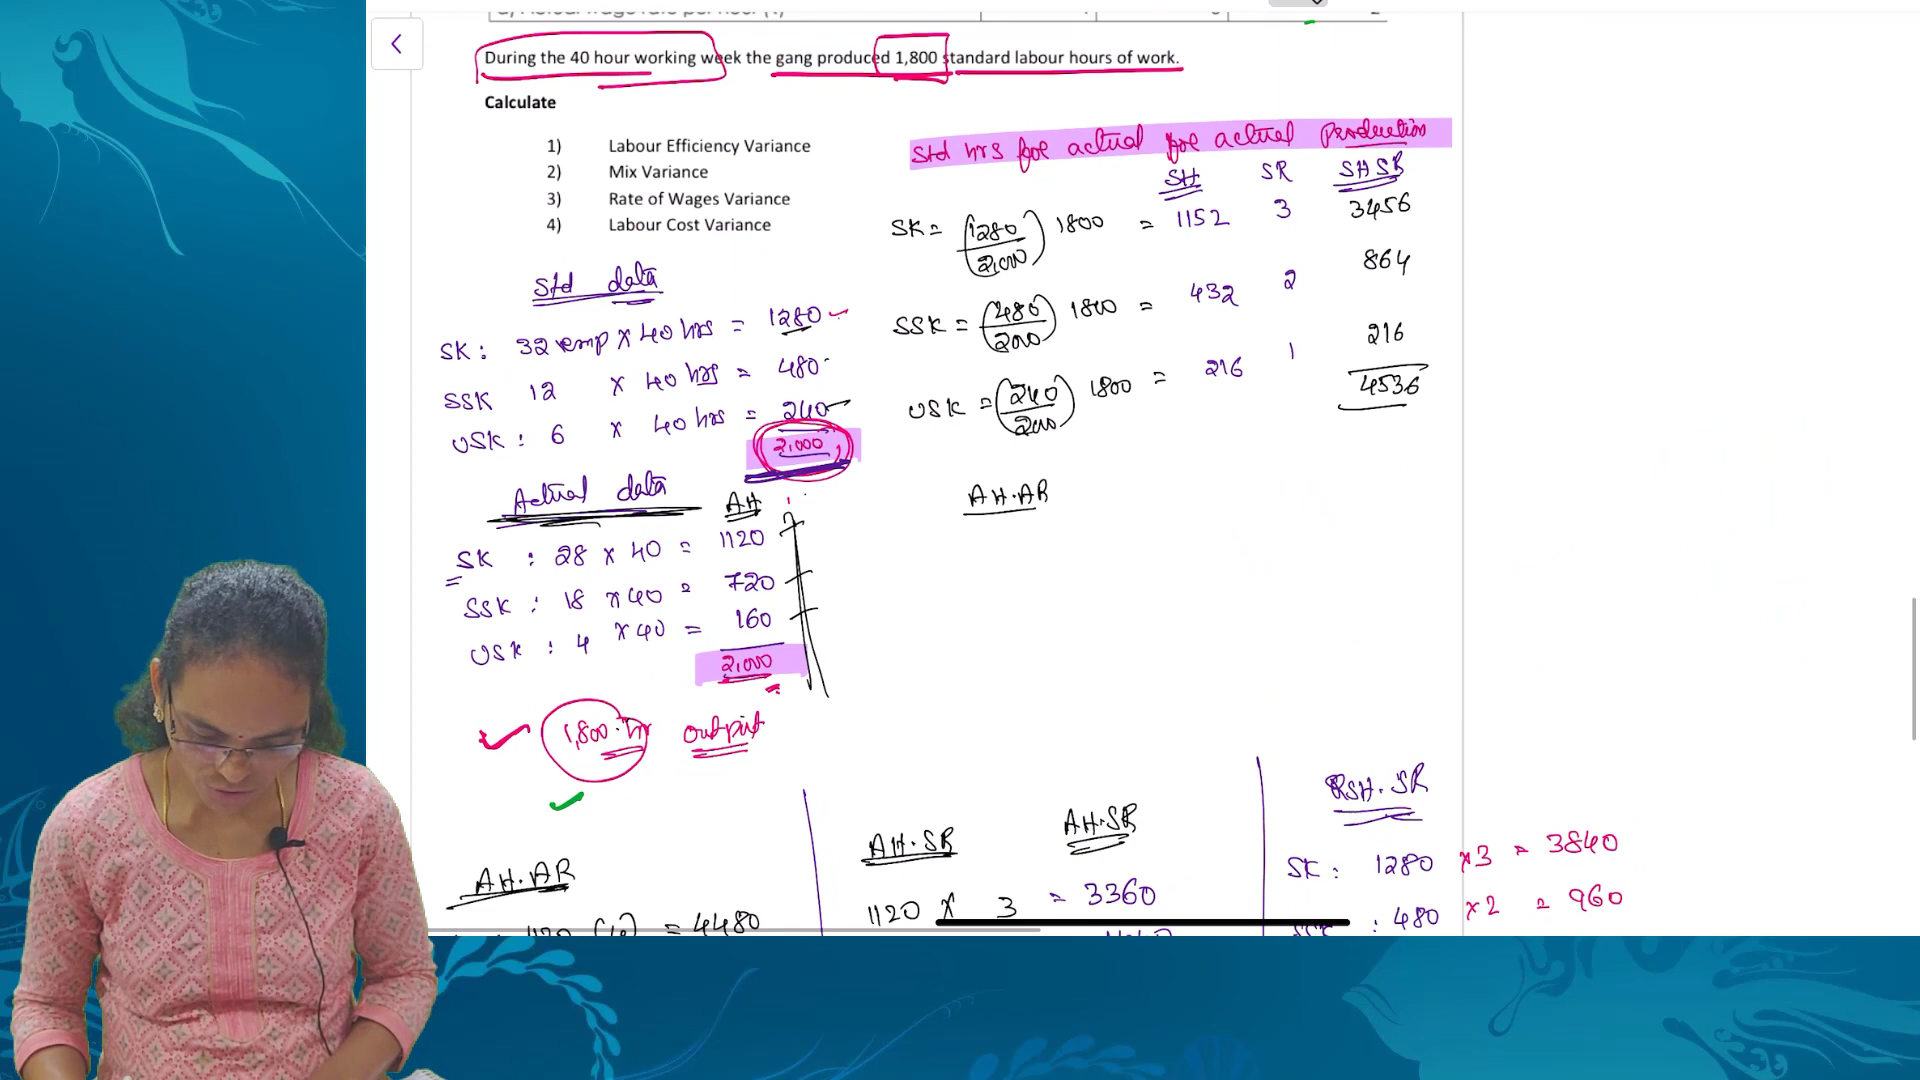 During the 40 hour working week the gang produced 1,800 standard labour hours of work.
Calculate
1) Labour Efficiency Variance
2) Mix Variance
3) Rate of Wages Variance
4) Labour Cost Variance
Std hrs for actual for actual Production
SH SR SHSR
SK = (1280/2,000) 1800 = 1152 3 3456
SSK = (480/2000) 1800 = 432 2 864
USK = (240/2000) 1800 = 216 1 216
4536
Std data
SK : 32 emp x 40 hrs = 1280
SSK 12 x 40 hrs = 480
USK : 6 x 40 hrs = 240
2,000
Actual data AH
SK : 28 x 40 = 1120
SSK : 18 x 40 = 720
USK : 4 x 40 = 160
2,000
AH.AR
1,800 hr output
AH.AR
1120 = 4480
AH.SR AH.SR
1120 x 3 = 3360
RSH.SR
SK : 1280 x3 = 3840
SSK : 480 x2 = 960